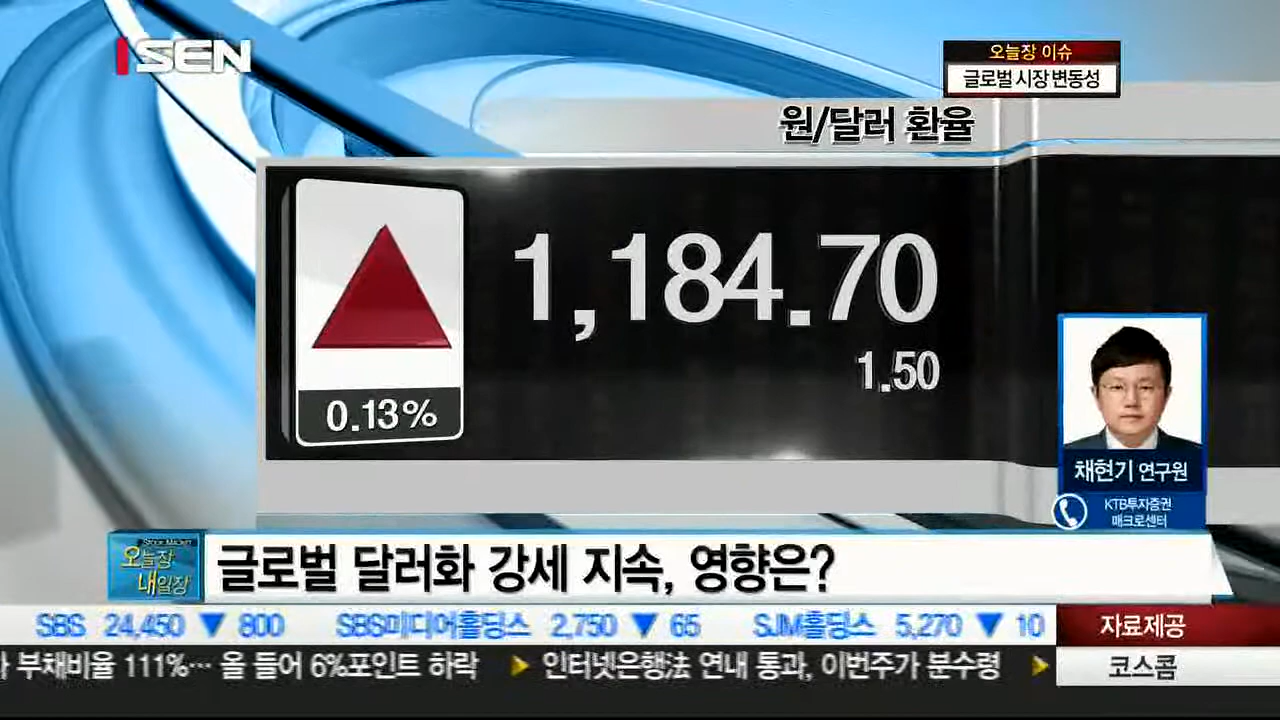 SEN
오늘장 이슈
글로벌 시장 변동성
원/달러 환율
1,184.70
1.50
0.13%
채현기 연구원
KTB투자증권
매크로센터
오늘장
내일장
글로벌 달러화 강세 지속, 영향은?
SBS 24,450 ▼ 800 SBS미디어홀딩스 2,750 ▼ 65 SJM홀딩스 5,270 ▼ 10
자료제공
부채비율 111%… 올 들어 6%포인트 하락 ▶ 인터넷은행法 연내 통과, 이번주가 분수령 ▶
코스콤